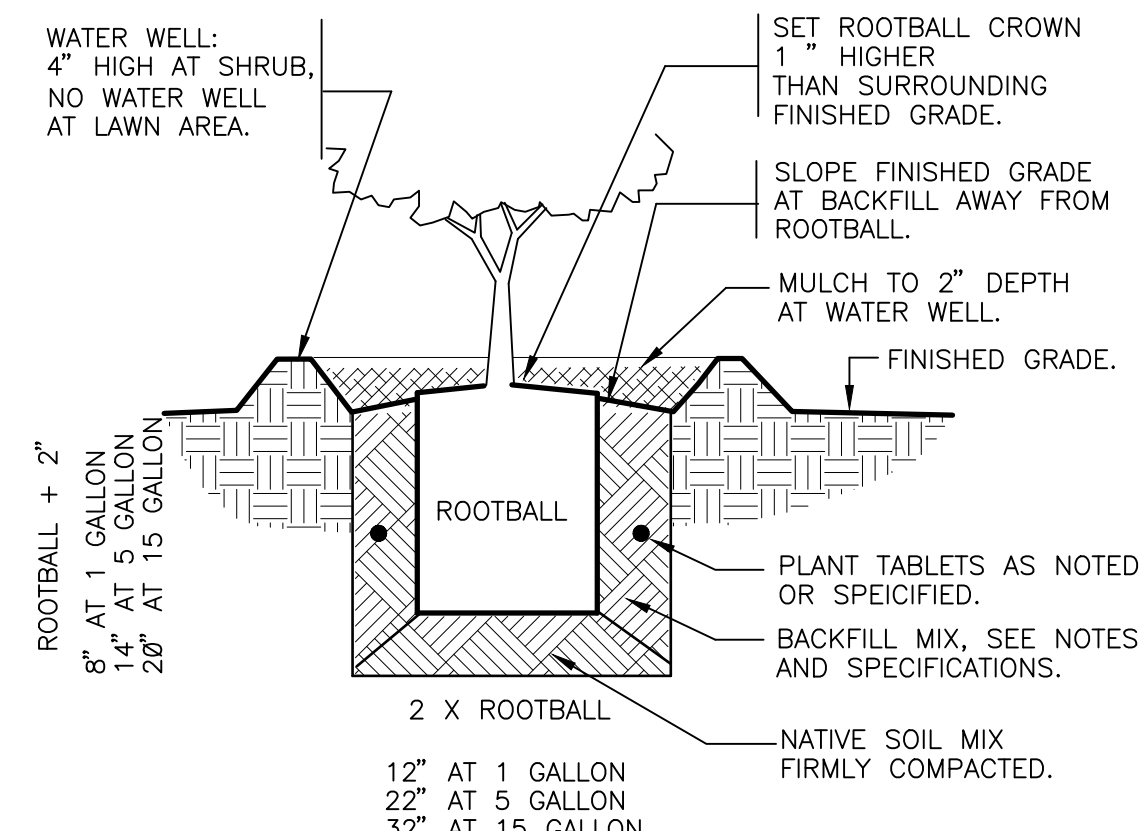 WATER WELL:
4" HIGH AT SHRUB,
NO WATER WELL
AT LAWN AREA.
SET ROOTBALL CROWN
1 " HIGHER
THAN SURROUNDING
FINISHED GRADE.
SLOPE FINISHED GRADE
AT BACKFILL AWAY FROM
ROOTBALL.
MULCH TO 2" DEPTH
AT WATER WELL.
FINISHED GRADE.
ROOTBALL + 2"
8" AT 1 GALLON
14" AT 5 GALLON
20" AT 15 GALLON
ROOTBALL
PLANT TABLETS AS NOTED
OR SPEICIFIED.
BACKFILL MIX, SEE NOTES
AND SPECIFICATIONS.
NATIVE SOIL MIX
FIRMLY COMPACTED.
2 X ROOTBALL
12" AT 1 GALLON
22" AT 5 GALLON
32" AT 15 GALLON